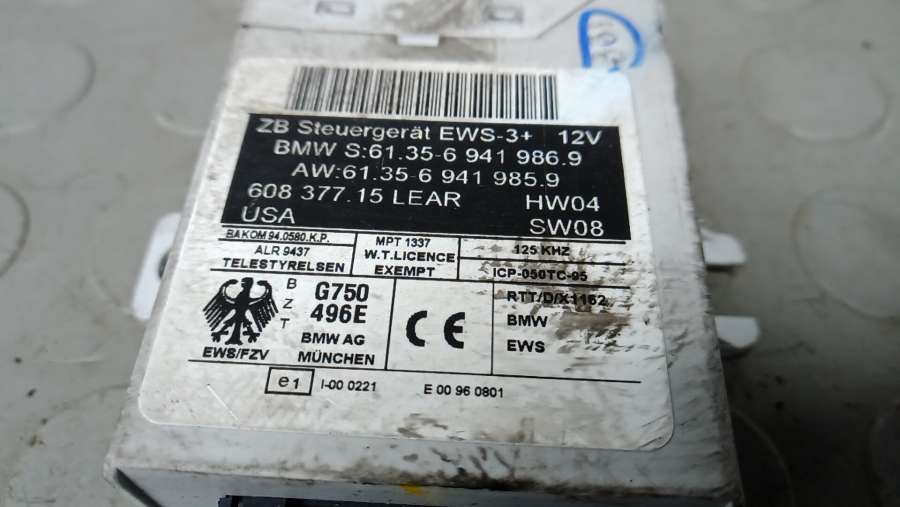 ZB Steuergerät EWS-3+ 12V
BMW S:61.35-6 941 986.9
AW:61.35-6 941 985.9
608 377.15 LEAR HW04
USA SW08
BAKOM 94.0580.K.P.
ALR 9437
TELESTYRELSEN
MPT 1337
W.T.LICENCE
EXEMPT
125 KHZ
ICP-050TC-95
B
Z
T
G750
496E
BMW AG
MÜNCHEN
EWS/FZV
CE
RTT/D/X1162
BMW
EWS
e1 I-00 0221 E 00 96 0801